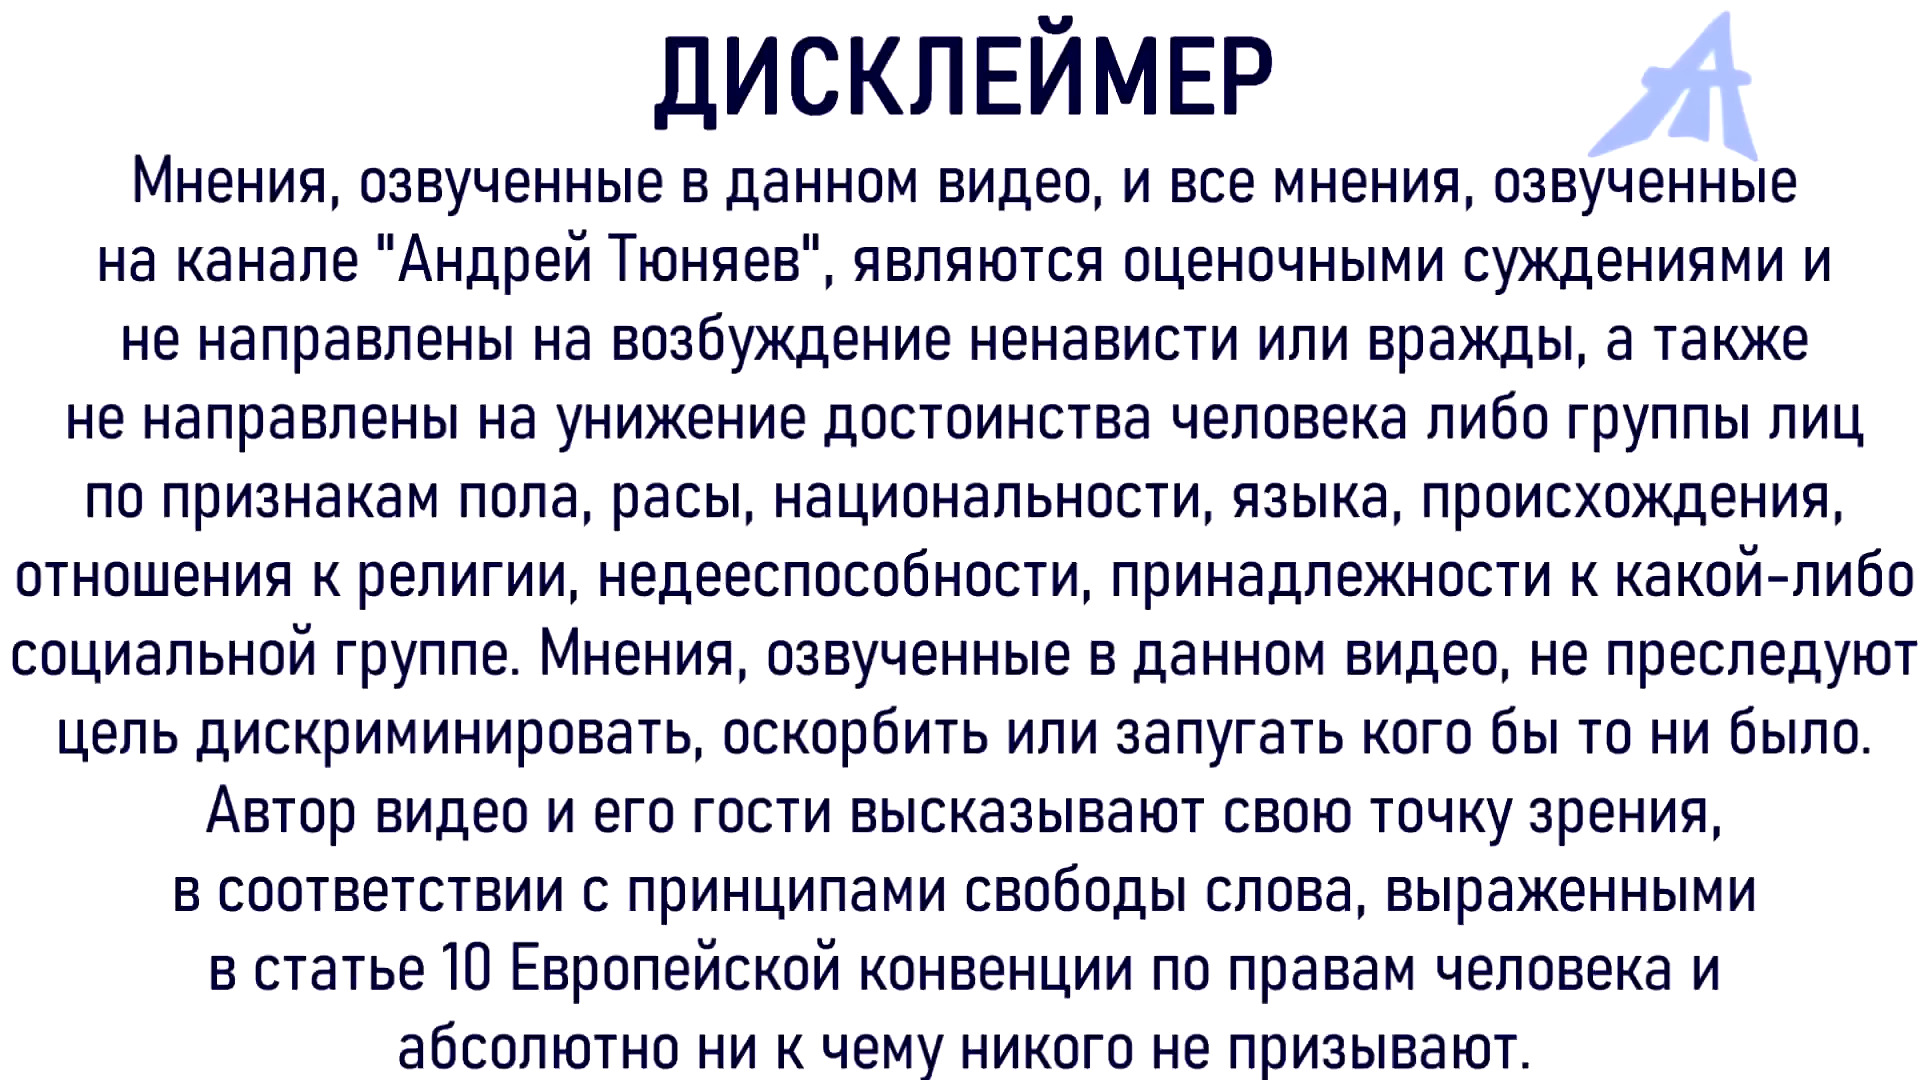 ДИСКЛЕЙМЕР
Мнения, озвученные в данном видео, и все мнения, озвученные
на канале "Андрей Тюняев", являются оценочными суждениями и
не направлены на возбуждение ненависти или вражды, а также
не направлены на унижение достоинства человека либо группы лиц
по признакам пола, расы, национальности, языка, происхождения,
отношения к религии, недееспособности, принадлежности к какой-либо
социальной группе. Мнения, озвученные в данном видео, не преследуют
цель дискриминировать, оскорбить или запугать кого бы то ни было.
Автор видео и его гости высказывают свою точку зрения,
в соответствии с принципами свободы слова, выраженными
в статье 10 Европейской конвенции по правам человека и
абсолютно ни к чему никого не призывают.